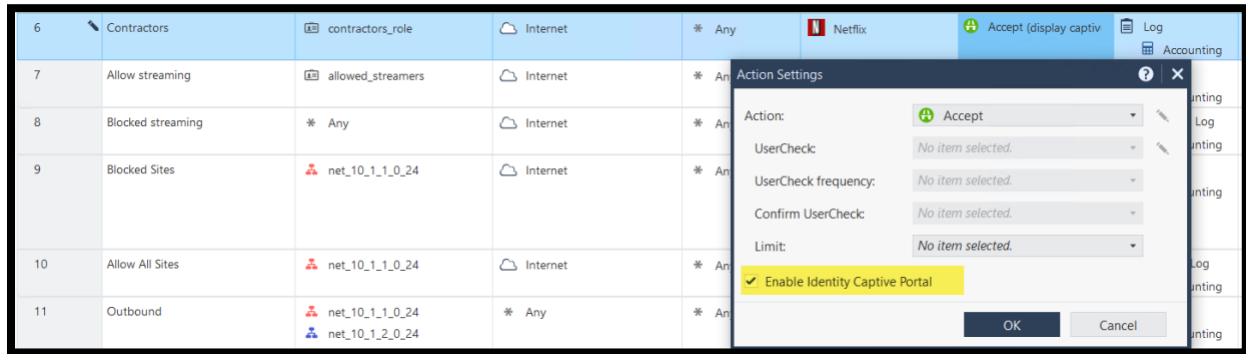 6 Contractors contractors_role Internet * Any N Netflix Accept (display captiv Log
Accounting
7 Allow streaming allowed_streamers Internet * An
unting
8 Blocked streaming * Any Internet * An Log
unting
9 Blocked Sites net_10_1_1_0_24 Internet * An
unting
10 Allow All Sites net_10_1_1_0_24 Internet * An Log
unting
11 Outbound net_10_1_1_0_24 * Any * An
net_10_1_2_0_24 unting
Action Settings ?
Action: Accept
UserCheck: No item selected.
UserCheck frequency: No item selected.
Confirm UserCheck: No item selected.
Limit: No item selected.
Enable Identity Captive Portal
OK Cancel